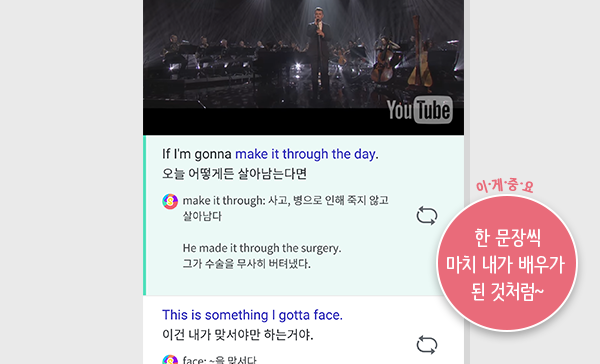 YouTube
If I'm gonna make it through the day.
오늘 어떻게든 살아남는다면
make it through: 사고, 병으로 인해 죽지 않고
살아남다
He made it through the surgery.
그가 수술을 무사히 버텨냈다.
이·게·중·요
한 문장씩
마치 내가 배우가
된 것처럼~
This is something I gotta face.
이건 내가 맞서야만 하는거야.
face: ~을 맞서다